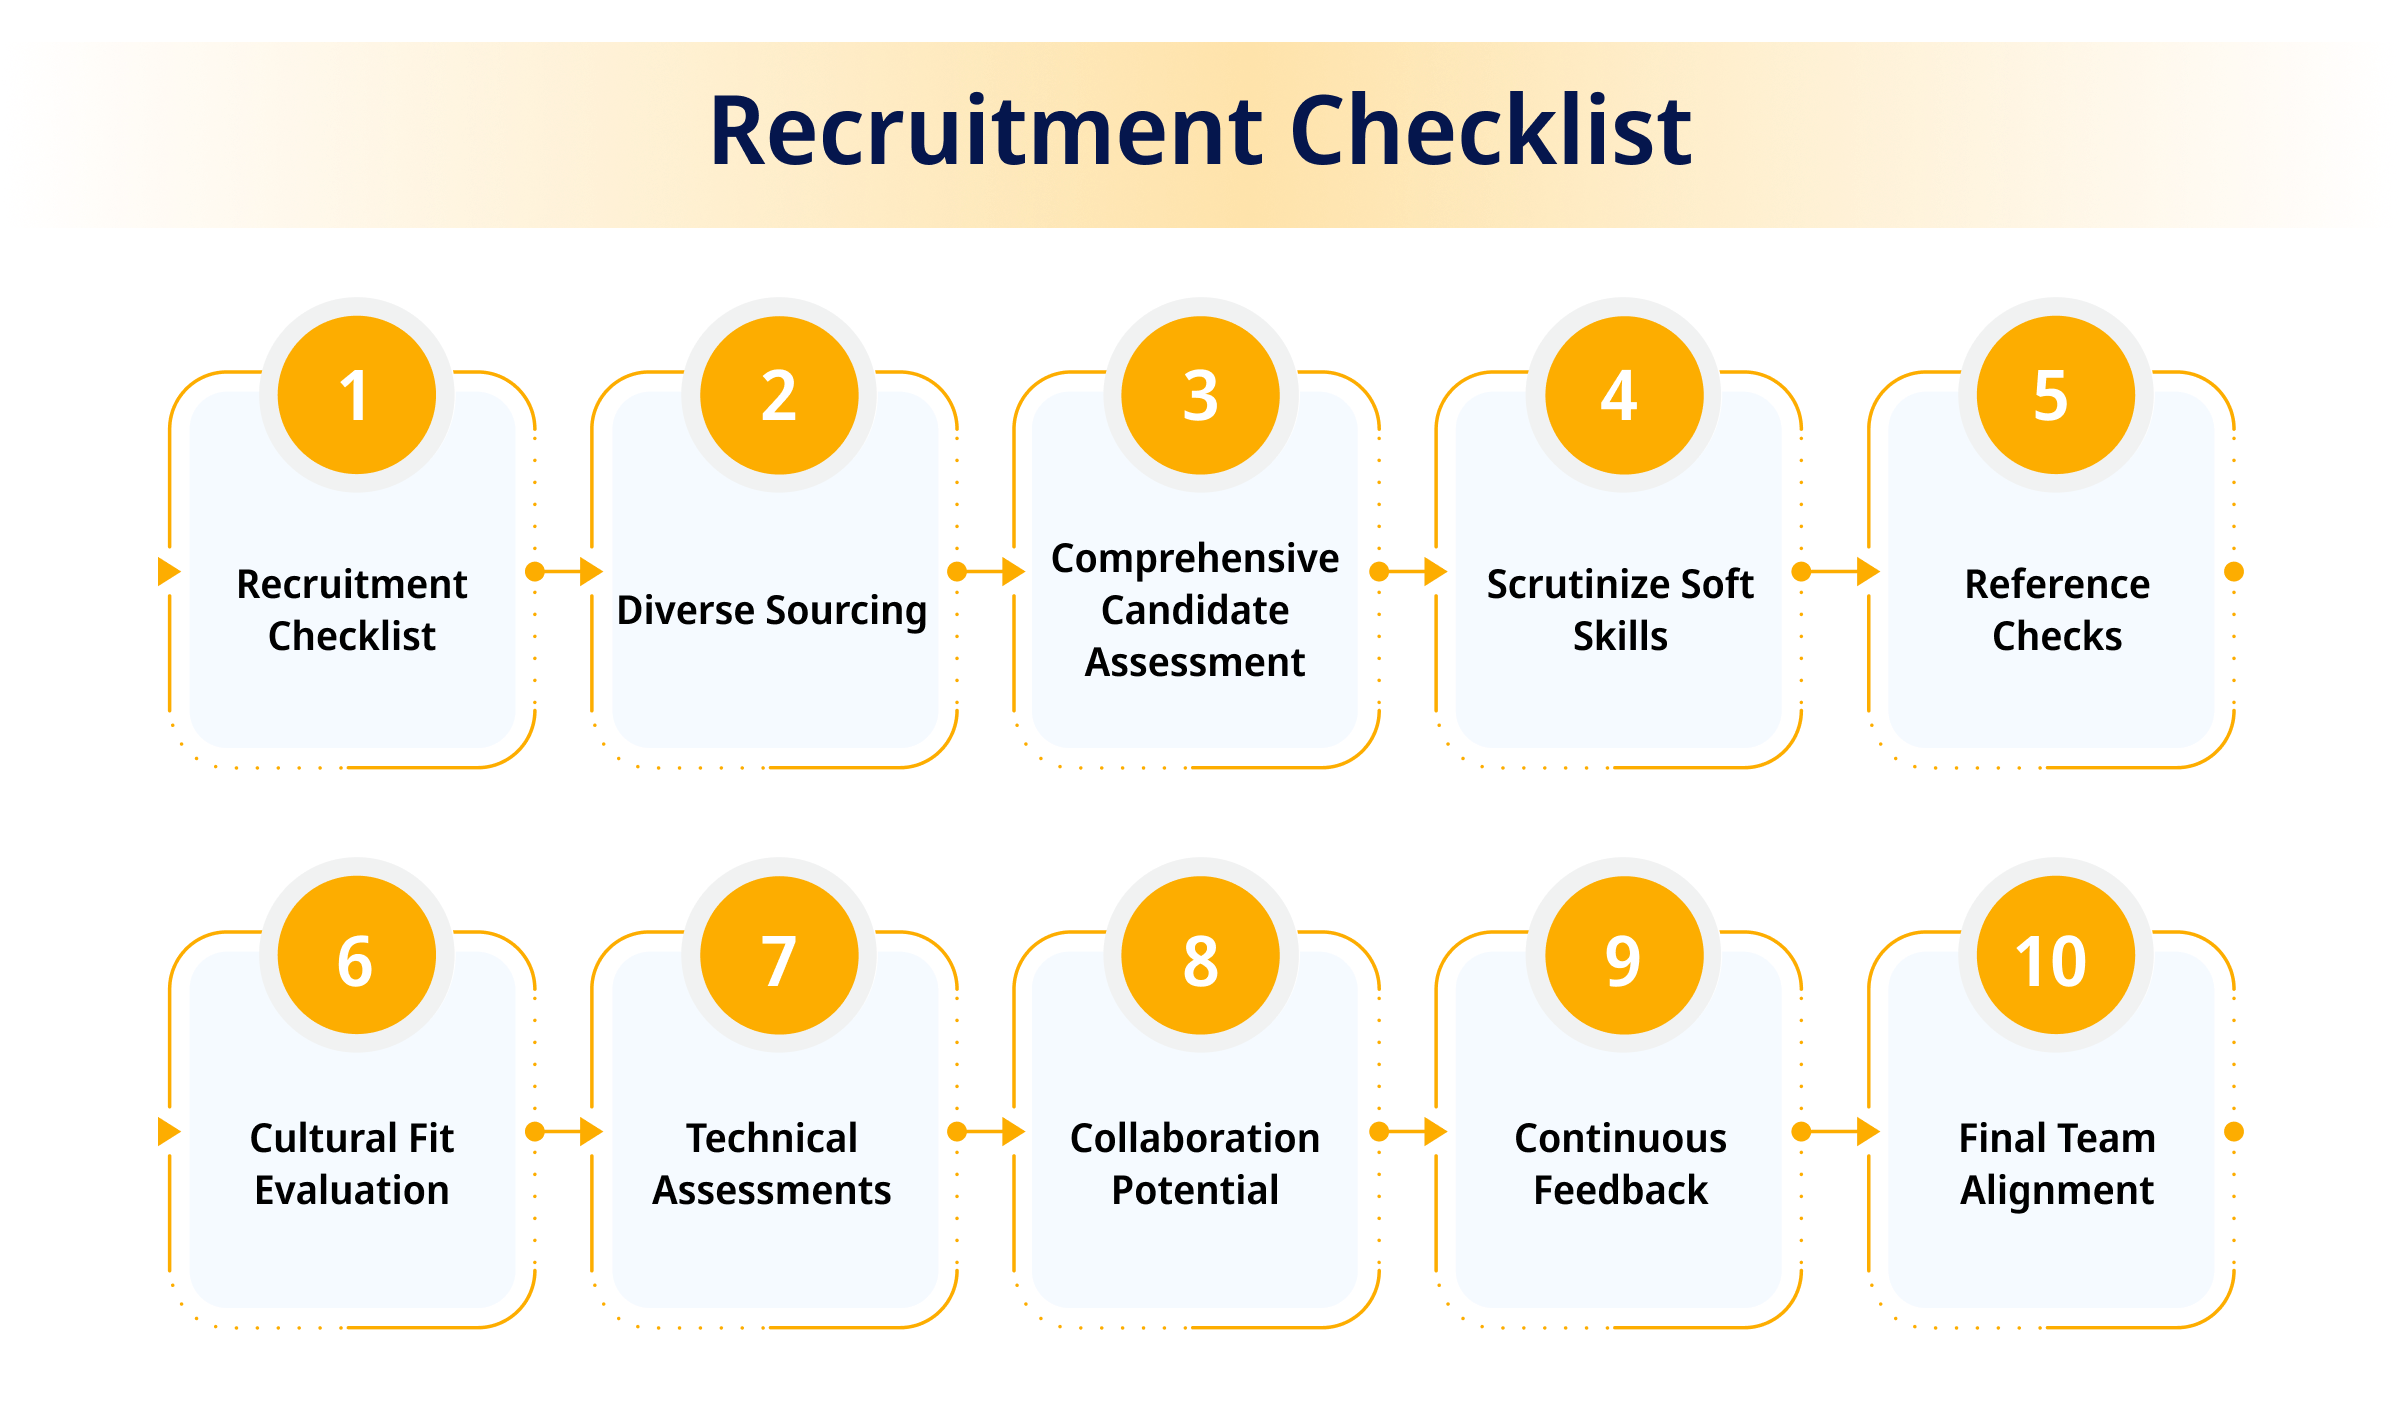 Recruitment Checklist
1
Recruitment
Checklist
2
Diverse Sourcing
3
Comprehensive
Candidate
Assessment
4
Scrutinize Soft
Skills
5
Reference
Checks
6
Cultural Fit
Evaluation
7
Technical
Assessments
8
Collaboration
Potential
9
Continuous
Feedback
10
Final Team
Alignment